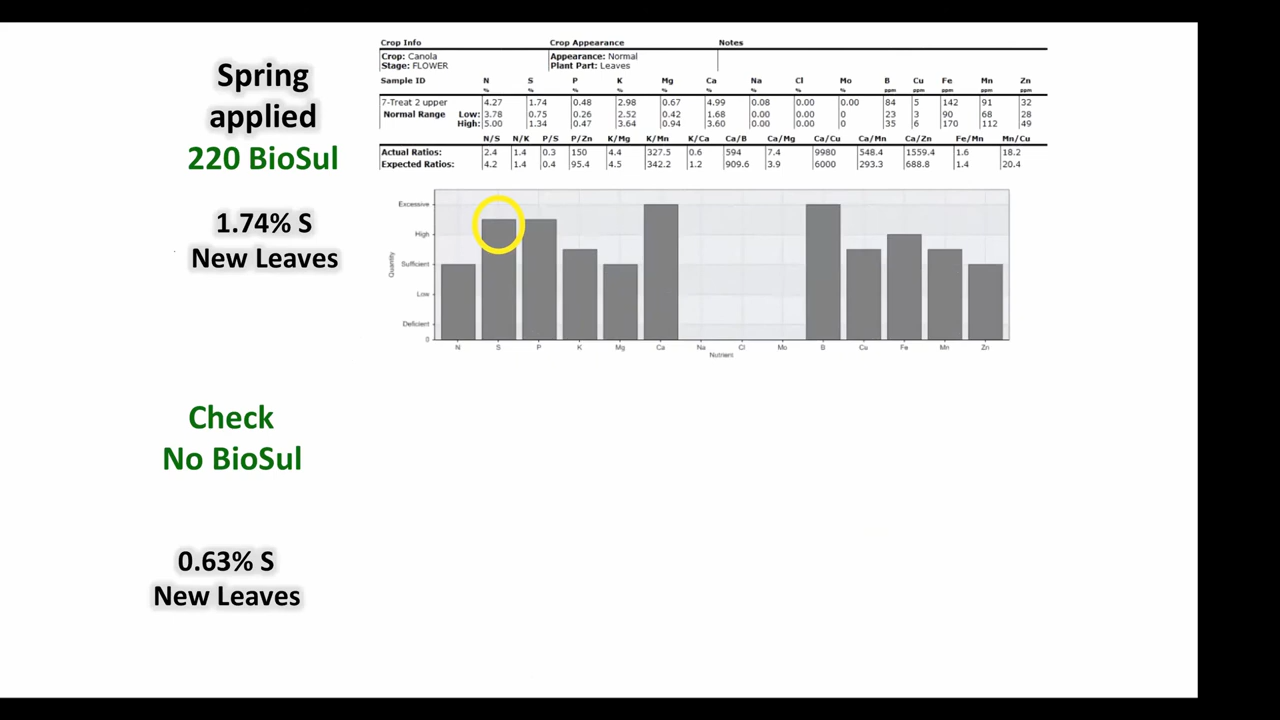 Spring
applied
220 BioSul
1.74% S
New Leaves
Check
No BioSul
0.63% S
New Leaves
Crop Info Crop Appearance Notes
Crop: Canola Appearance: Normal
Stage: FLOWER Plant Part: Leaves
Sample ID N S P K Mg Ca Na Cl Mo B Cu Fe Mn Zn
% % % % % % % % % ppm ppm ppm ppm ppm
7-Treat 2 upper 4.27 1.74 0.48 2.98 0.67 4.99 0.08 0.00 0.00 84 5 142 91 32
Normal Range Low: 3.78 0.75 0.26 2.52 0.42 1.68 0.00 0.00 0 23 3 90 68 28
High: 5.00 1.34 0.47 3.64 0.94 3.60 0.00 0.00 0 35 6 170 112 49
N/S N/K P/S P/Zn K/Mg K/Mn K/Ca Ca/B Ca/Mg Ca/Cu Ca/Mn Ca/Zn Fe/Mn Mn/Cu
Actual Ratios: 2.4 1.4 0.3 150 4.4 327.5 0.6 594 7.4 9980 548.4 1559.4 1.6 18.2
Expected Ratios: 4.2 1.4 0.4 95.4 4.5 342.2 1.2 909.6 3.9 6000 293.3 688.8 1.4 20.4
Excessive
High
Sufficient
Low
Deficient
0
Quantity
N S P K Mg Ca Na Cl Mo B Cu Fe Mn Zn
Nutrient